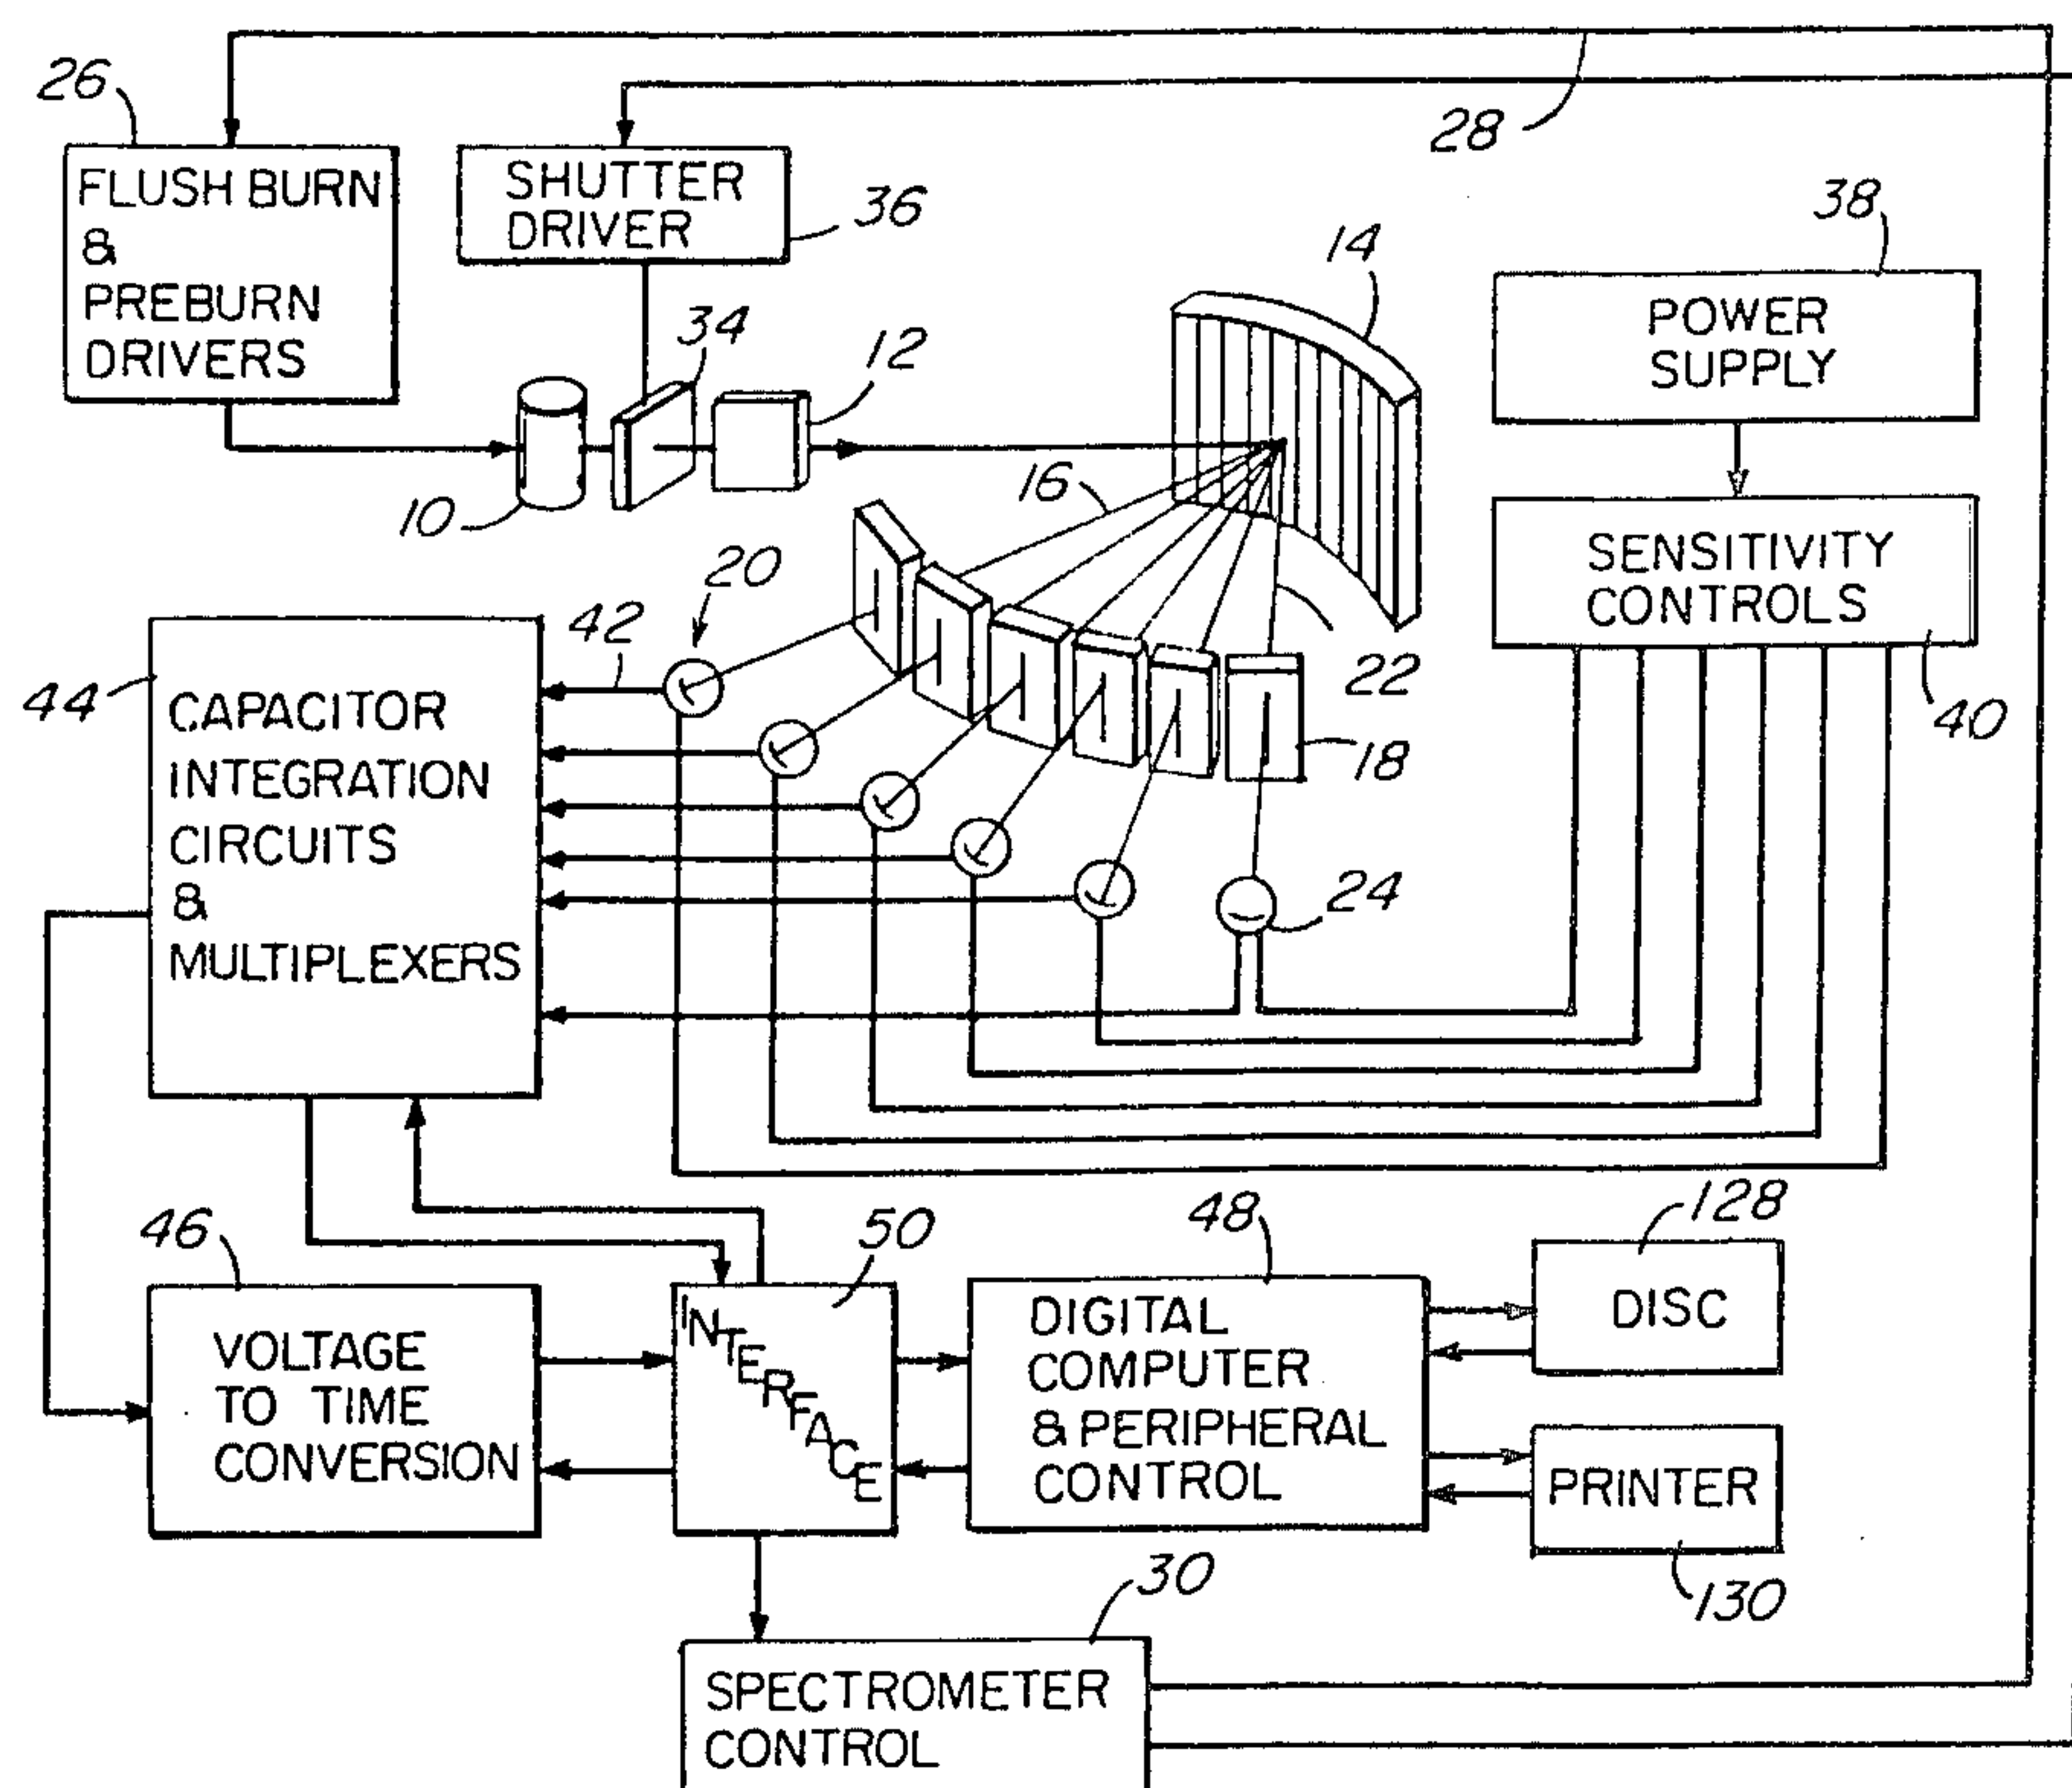 28
26
FLUSH BURN
&
PREBURN
DRIVERS
SHUTTER
DRIVER
36
34
12
10
14
16
22
38
POWER
SUPPLY
SENSITIVITY
CONTROLS
40
20
42
18
24
44
CAPACITOR
INTEGRATION
CIRCUITS
&
MULTIPLEXERS
46
VOLTAGE
TO TIME
CONVERSION
50
INTERFACE
48
DIGITAL
COMPUTER
& PERIPHERAL
CONTROL
128
DISC
PRINTER
130
30
SPECTROMETER
CONTROL